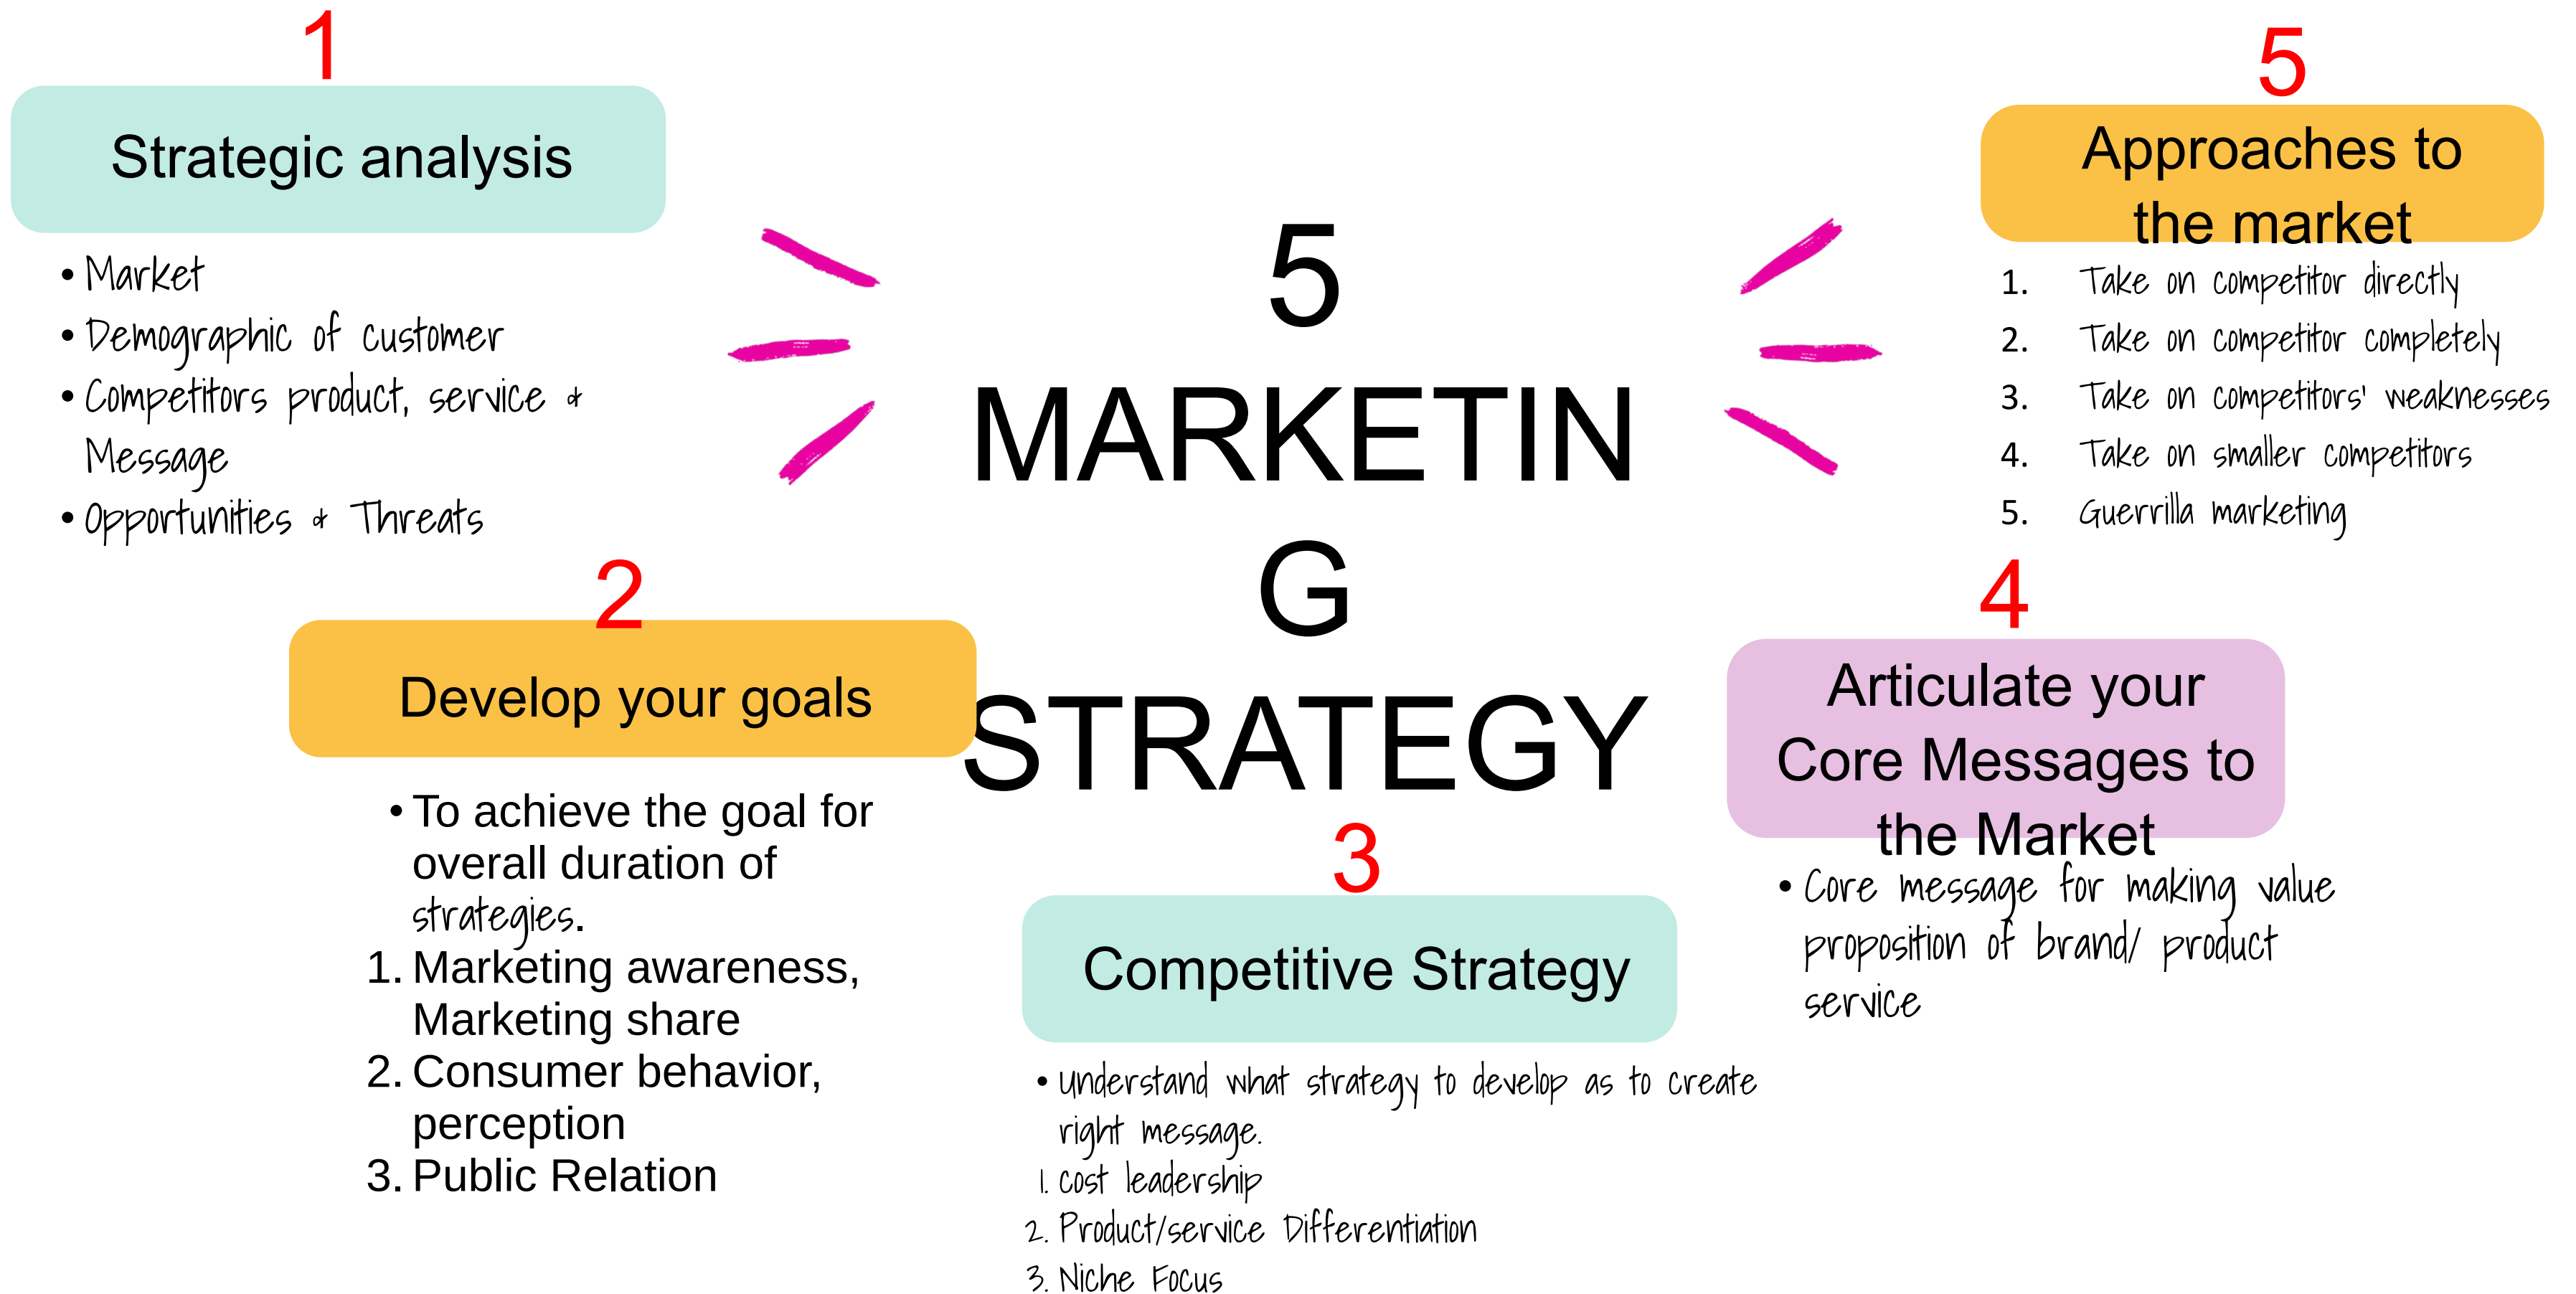 1
Strategic analysis
• Market
• Demographic of customer
• Competitors product, service &
Message
• Opportunities & Threats
2
Develop your goals
• To achieve the goal for
overall duration of
strategies.
1. Marketing awareness,
Marketing share
2. Consumer behavior,
perception
3. Public Relation
5
MARKETIN
G
STRATEGY
3
Competitive Strategy
• Understand what strategy to develop as to create
right message.
1. cost leadership
2. Product/service Differentiation
3. Niche Focus
4
Articulate your
Core Messages to
the Market
• Core message for making value
proposition of brand/ product
service
5
Approaches to
the market
1. Take on competitor directly
2. Take on competitor completely
3. Take on competitors' weaknesses
4. Take on smaller competitors
5. Guerrilla marketing